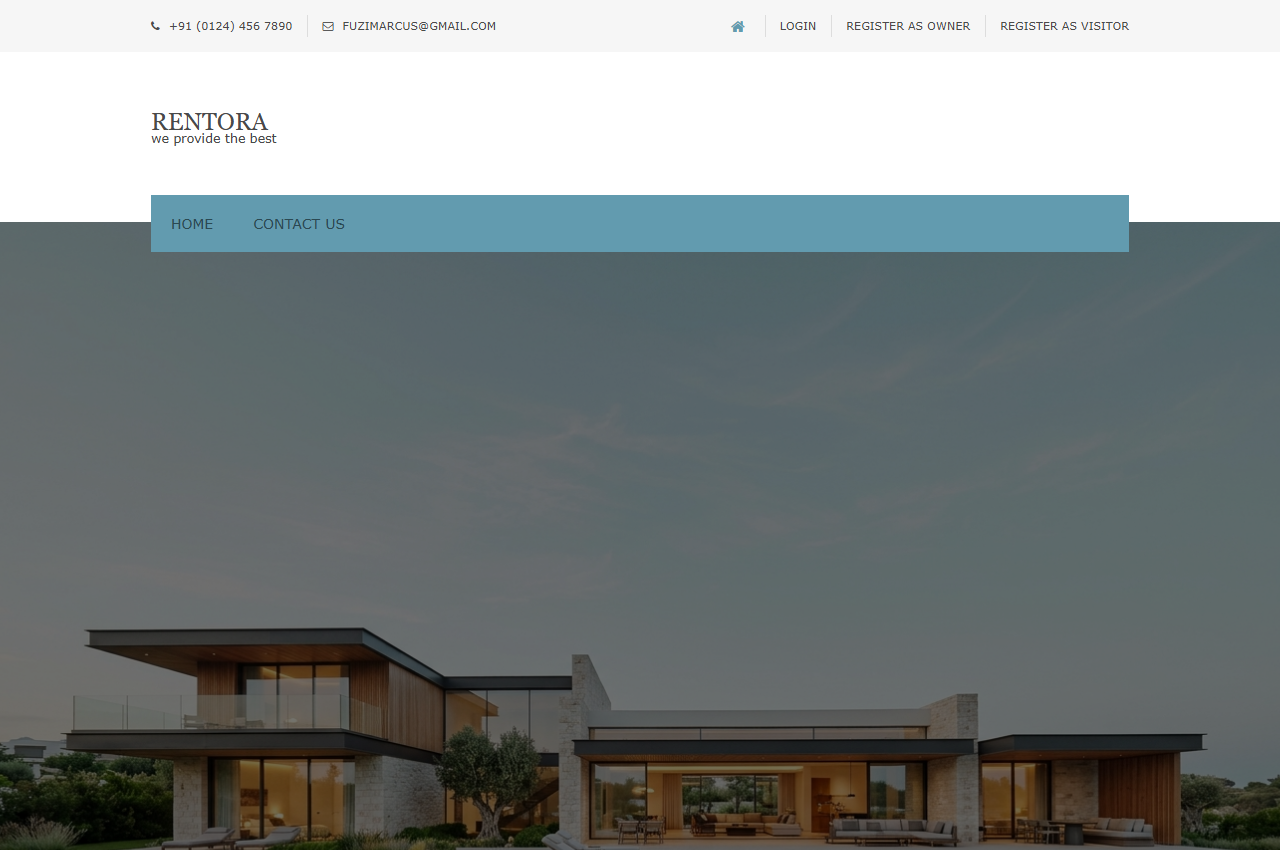 +91 (0124) 456 7890
FUZIMARCUS@GMAIL.COM
LOGIN
REGISTER AS OWNER
REGISTER AS VISITOR
RENTORA
we provide the best
HOME
CONTACT US